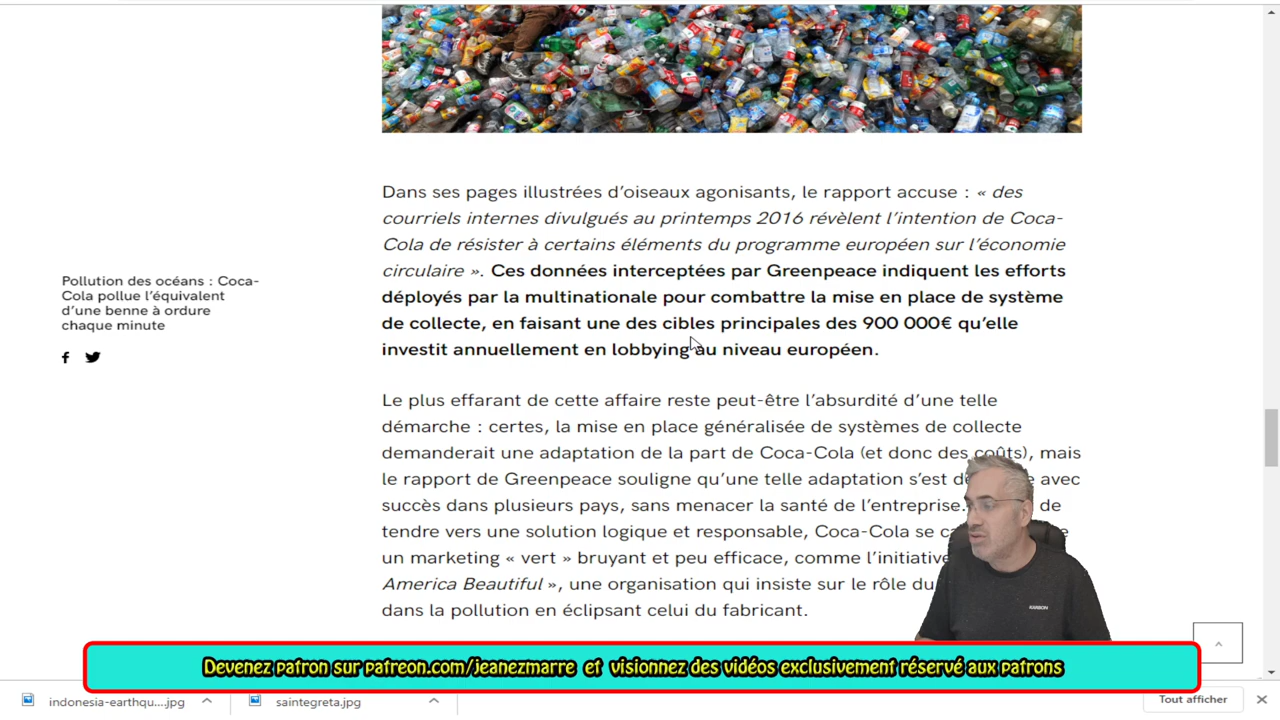 Dans ses pages illustrées d’oiseaux agonisants, le rapport accuse : « des
courriels internes divulgués au printemps 2016 révèlent l’intention de Coca-
Cola de résister à certains éléments du programme européen sur l’économie
circulaire ». Ces données interceptées par Greenpeace indiquent les efforts
déployés par la multinationale pour combattre la mise en place de système
de collecte, en faisant une des cibles principales des 900 000€ qu’elle
investit annuellement en lobbying au niveau européen.
Pollution des océans : Coca-
Cola pollue l’équivalent
d’une benne à ordure
chaque minute
Le plus effarant de cette affaire reste peut-être l’absurdité d’une telle
démarche : certes, la mise en place généralisée de systèmes de collecte
demanderait une adaptation de la part de Coca-Cola (et donc des coûts), mais
le rapport de Greenpeace souligne qu’une telle adaptation s’est avec
succès dans plusieurs pays, sans menacer la santé de l’entreprise. de
tendre vers une solution logique et responsable, Coca-Cola se
un marketing « vert » bruyant et peu efficace, comme l’initiative
America Beautiful », une organisation qui insiste sur le rôle du
dans la pollution en éclipsant celui du fabricant.
KARBON
Devenez patron sur patreon.com/jeanezmarre et visionnez des vidéos exclusivement réservé aux patrons
indonesia-earthqu....jpg
saintegreta.jpg
Tout afficher